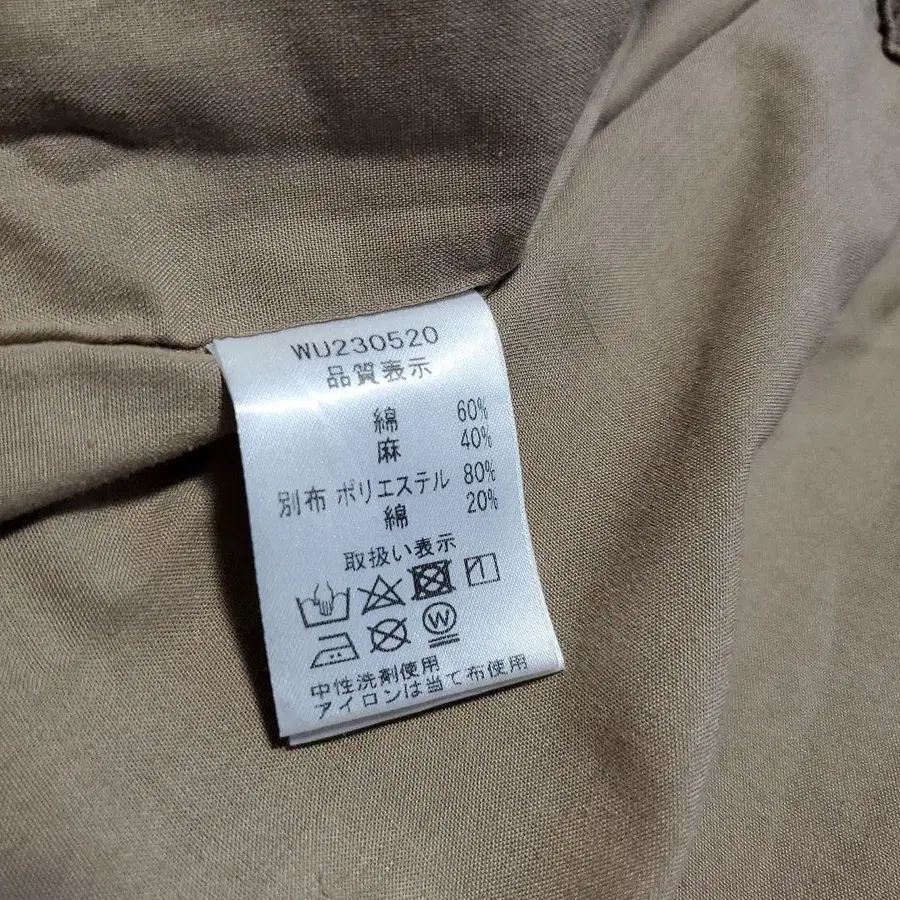 WU230520
品質表示
綿 60%
麻 40%
別布 ポリエステル 80%
綿 20%
取扱い表示
W
中性洗剤使用
アイロンは当て布使用